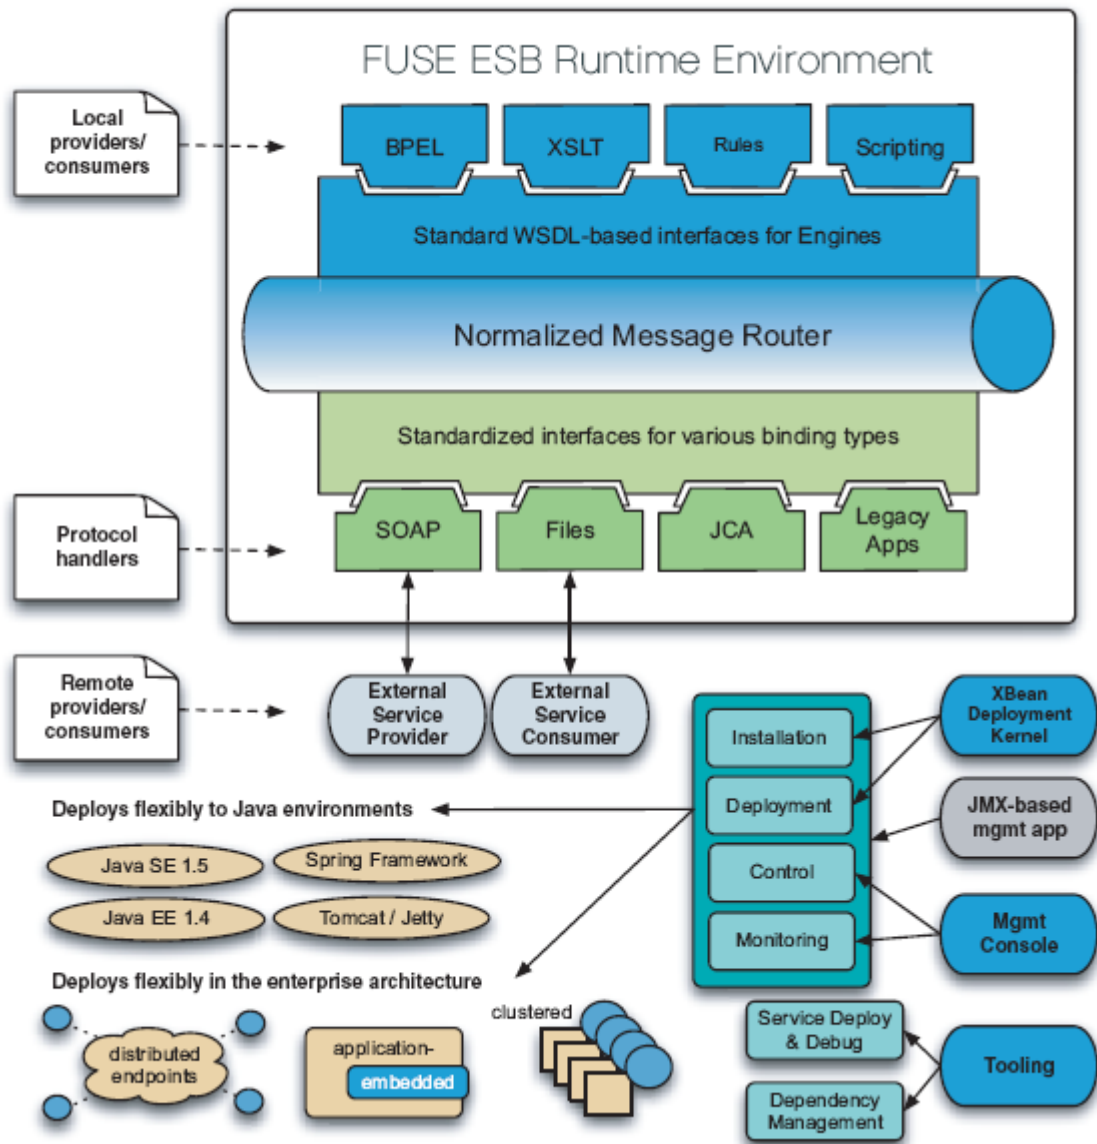 FUSE ESB Runtime Environment
Local
providers/
consumers
BPEL
XSLT
Rules
Scripting
Standard WSDL-based interfaces for Engines
Normalized Message Router
Standardized interfaces for various binding types
Protocol
handlers
SOAP
Files
JCA
Legacy
Apps
Remote
providers/
consumers
External
Service
Provider
External
Service
Consumer
Installation
Deployment
Control
Monitoring
XBean
Deployment
Kernel
JMX-based
mgmt app
Mgmt
Console
Deploys flexibly to Java environments
Java SE 1.5
Spring Framework
Java EE 1.4
Tomcat / Jetty
Deploys flexibly in the enterprise architecture
distributed
endpoints
application-
embedded
clustered
Service Deploy
& Debug
Dependency
Management
Tooling